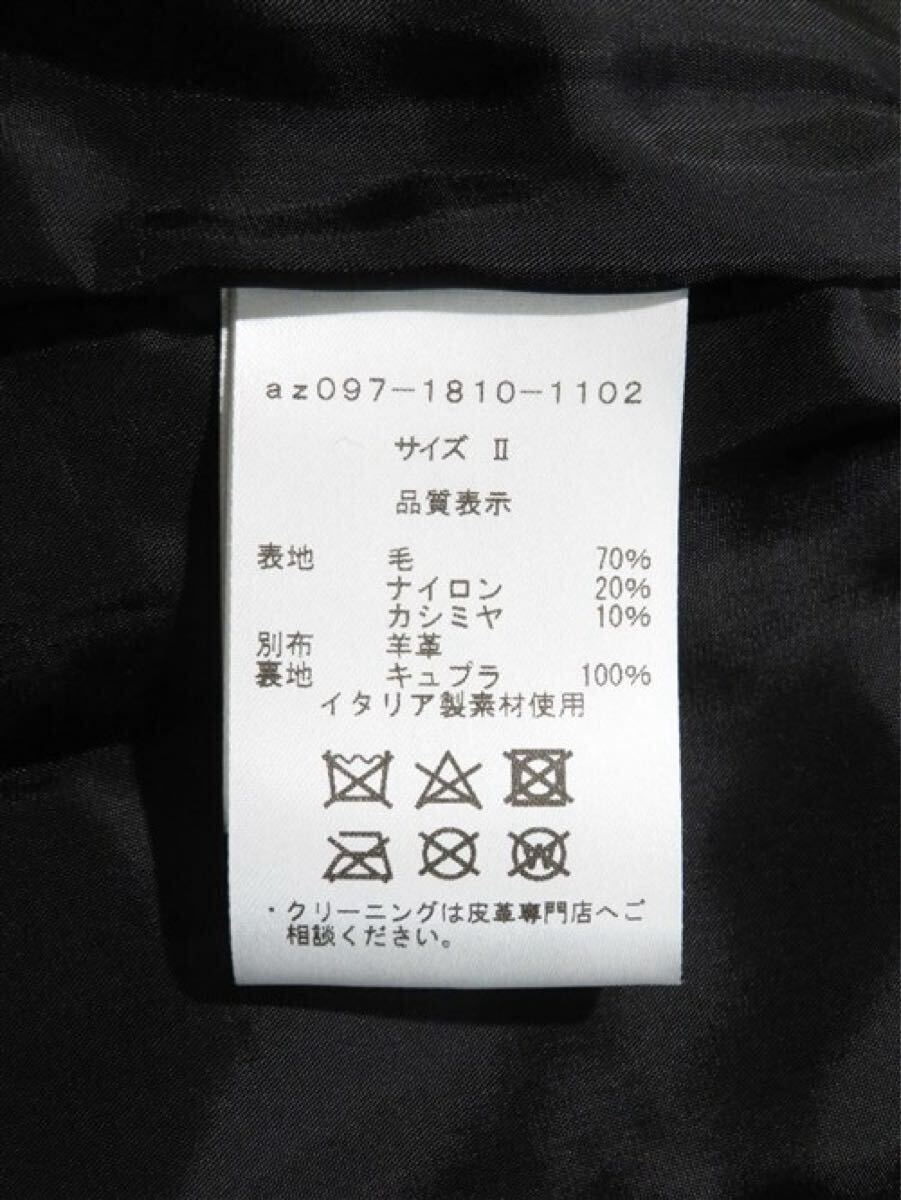 az097-1810-1102
サイズ Ⅱ
品質表示
表地 毛 70%
ナイロン 20%
カシミヤ 10%
別布 羊革
裏地 キュプラ 100%
イタリア製素材使用
W
・クリーニングは皮革専門店へご
相談ください。